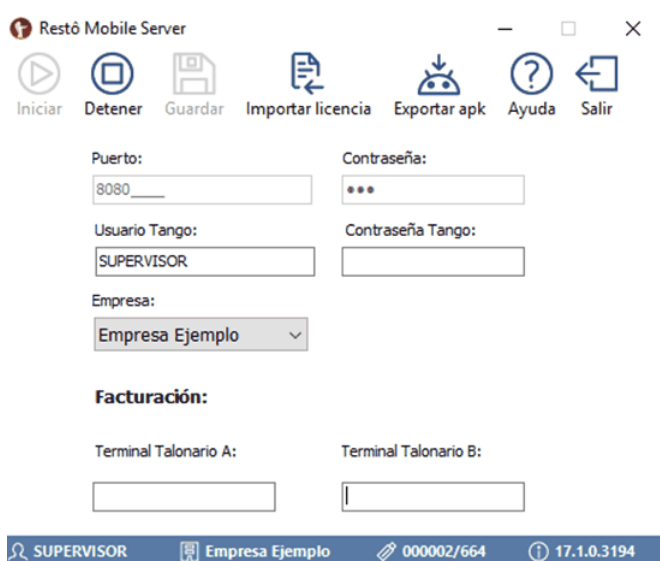 Restô Mobile Server
Iniciar Detener Guardar Importar licencia Exportar apk Ayuda Salir
Puerto: Contraseña:
8080____ •••
Usuario Tango: Contraseña Tango:
SUPERVISOR
Empresa:
Empresa Ejemplo
Facturación:
Terminal Talonario A: Terminal Talonario B:
SUPERVISOR Empresa Ejemplo 000002/664 17.1.0.3194